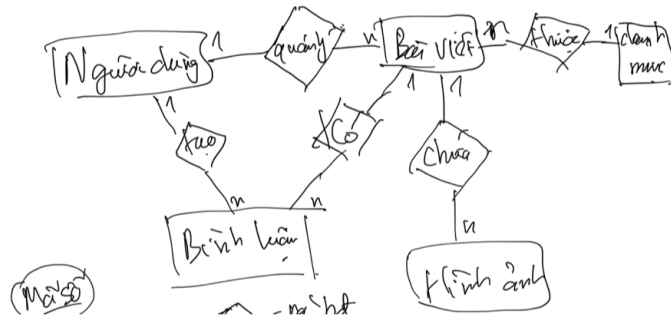 1
quản lý
n
Bài viết
n
thuộc
1
danh
mục
Người dùng
1
1
1
tạo
Có
chứa
n
n
n
Bình luận
Hình ảnh
Mã số